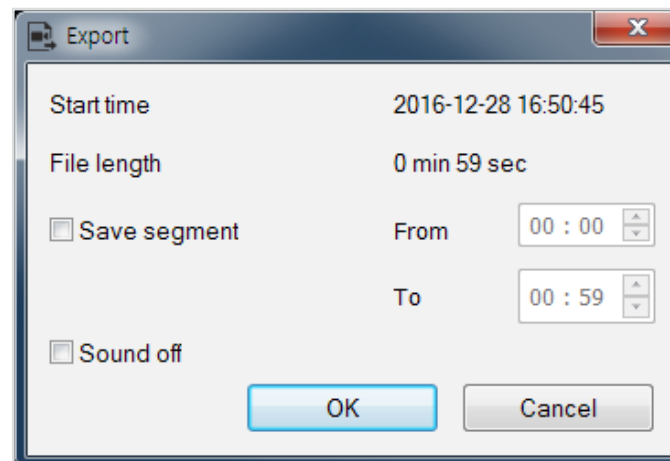 Export
Start time 2016-12-28 16:50:45
File length 0 min 59 sec
Save segment From 00 : 00
To 00 : 59
Sound off
OK Cancel